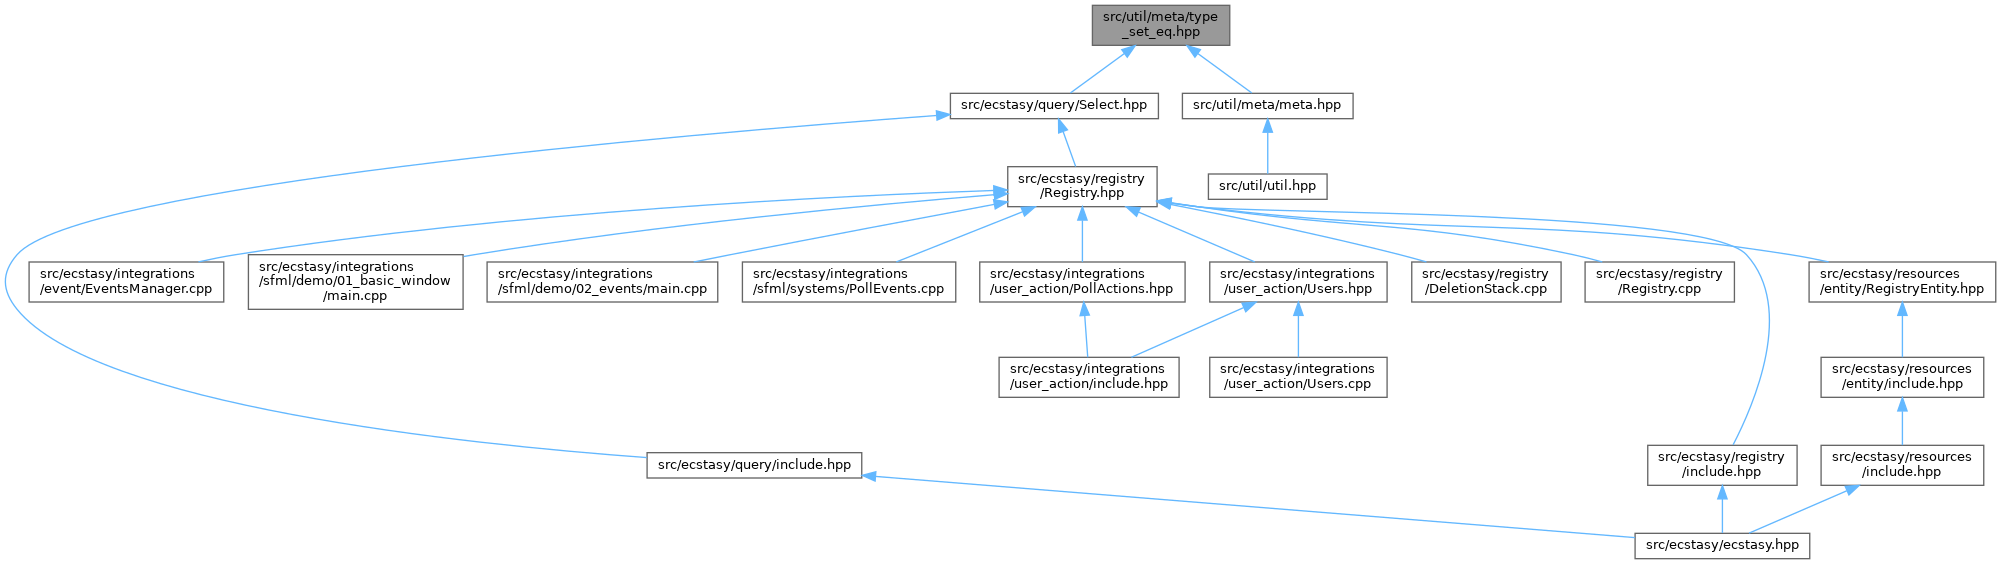 src/util/meta/type
_set_eq.hpp
src/ecstasy/query/Select.hpp
src/util/meta/meta.hpp
src/ecstasy/registry
/Registry.hpp
src/util/util.hpp
src/ecstasy/integrations
/event/EventsManager.cpp
src/ecstasy/integrations
/sfml/demo/01_basic_window
/main.cpp
src/ecstasy/integrations
/sfml/demo/02_events/main.cpp
src/ecstasy/integrations
/sfml/systems/PollEvents.cpp
src/ecstasy/integrations
/user_action/PollActions.hpp
src/ecstasy/integrations
/user_action/Users.hpp
src/ecstasy/registry
/DeletionStack.cpp
src/ecstasy/registry
/Registry.cpp
src/ecstasy/resources
/entity/RegistryEntity.hpp
src/ecstasy/integrations
/user_action/include.hpp
src/ecstasy/integrations
/user_action/Users.cpp
src/ecstasy/resources
/entity/include.hpp
src/ecstasy/query/include.hpp
src/ecstasy/registry
/include.hpp
src/ecstasy/resources
/include.hpp
src/ecstasy/ecstasy.hpp